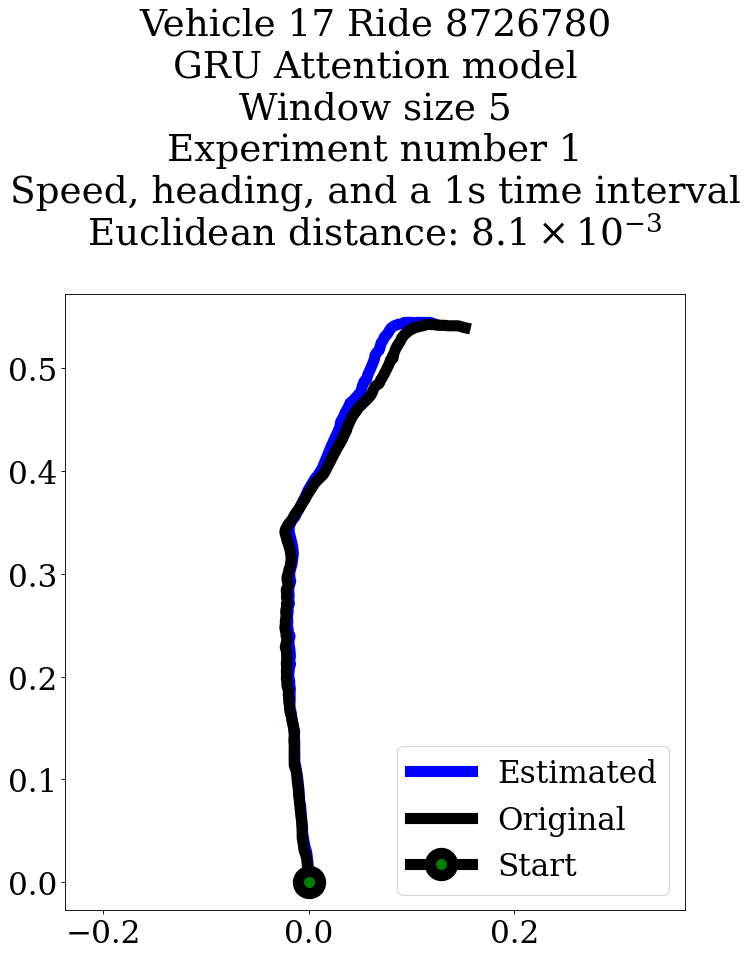 Vehicle 17 Ride 8726780
GRU Attention model
Window size 5
Experiment number 1
Speed, heading, and a 1s time interval
Euclidean distance: 8.1 × 10⁻³
0.5
0.4
0.3
0.2
0.1
0.0
−0.2
0.0
0.2
Estimated
Original
Start